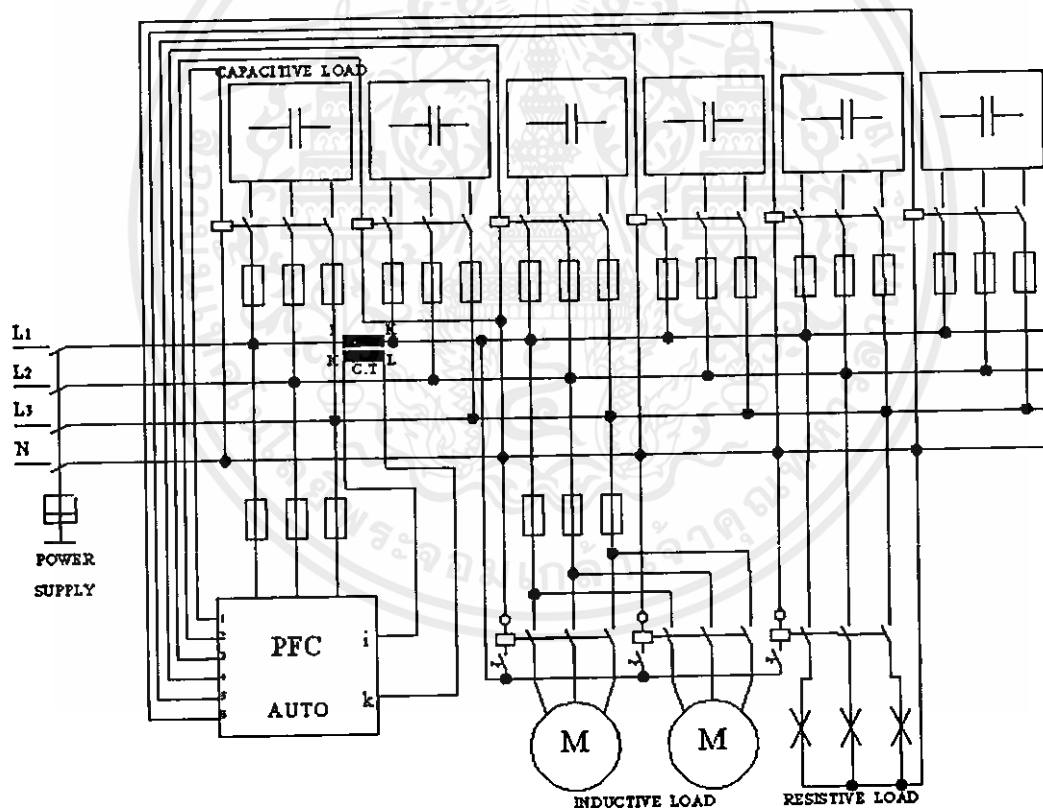 CAPACITIVE LOAD
L1
L2
L3
N
K L
C.T
POWER
SUPPLY
1
2
3
4
5
6
PFC
AUTO
i
k
M
M
INDUCTIVE LOAD
RESISTIVE LOAD